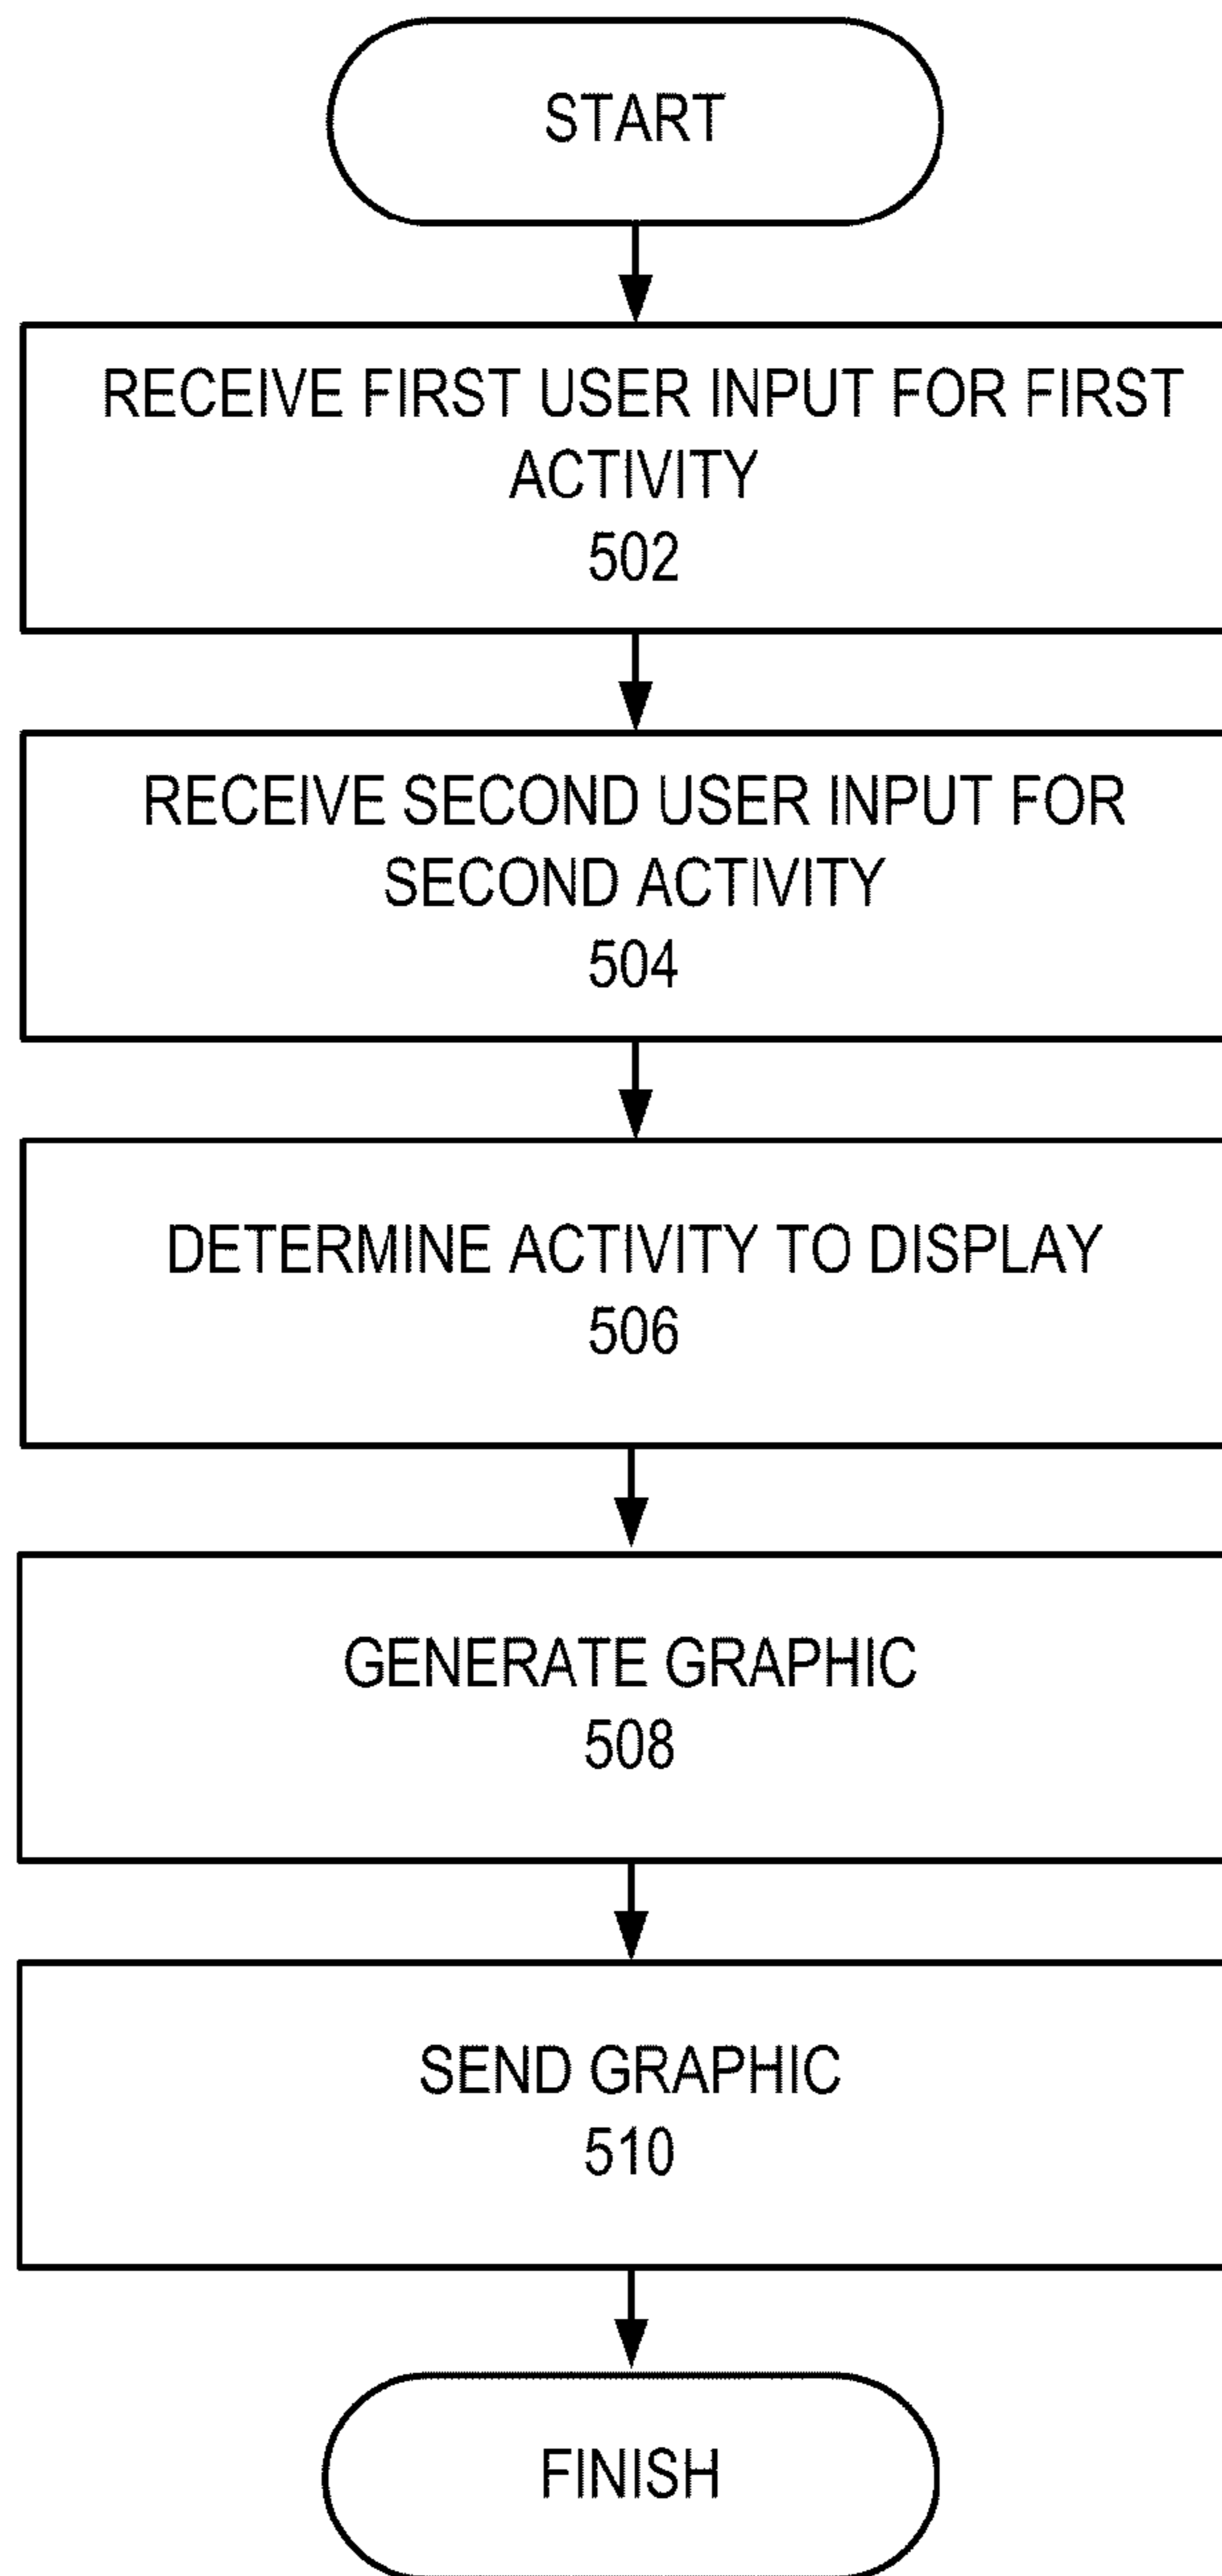 START
RECEIVE FIRST USER INPUT FOR FIRST
ACTIVITY
502
RECEIVE SECOND USER INPUT FOR
SECOND ACTIVITY
504
DETERMINE ACTIVITY TO DISPLAY
506
GENERATE GRAPHIC
508
SEND GRAPHIC
510
FINISH